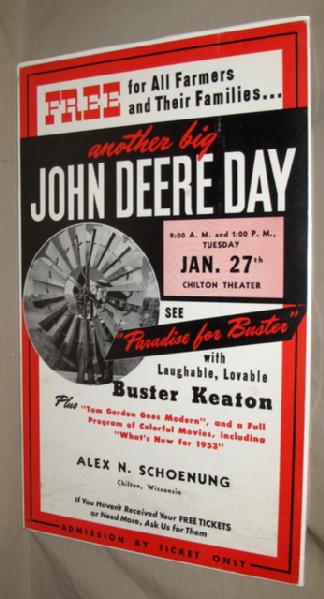 FREE for All Farmers
and Their Families...
another big
JOHN DEERE DAY
9:00 A. M. and 1:00 P. M.,
TUESDAY
JAN. 27th
CHILTON THEATER
SEE
"Paradise for Buster"
with
Laughable, Lovable
Buster Keaton
Plus "Tom Gordon Goes Modern", and a Full
Program of Colorful Movies, including
"What's New for 1953"
ALEX N. SCHOENUNG
Chilton, Wisconsin
If You Haven't Received Your FREE TICKETS
or Need More, Ask Us for Them
ADMISSION BY TICKET ONLY